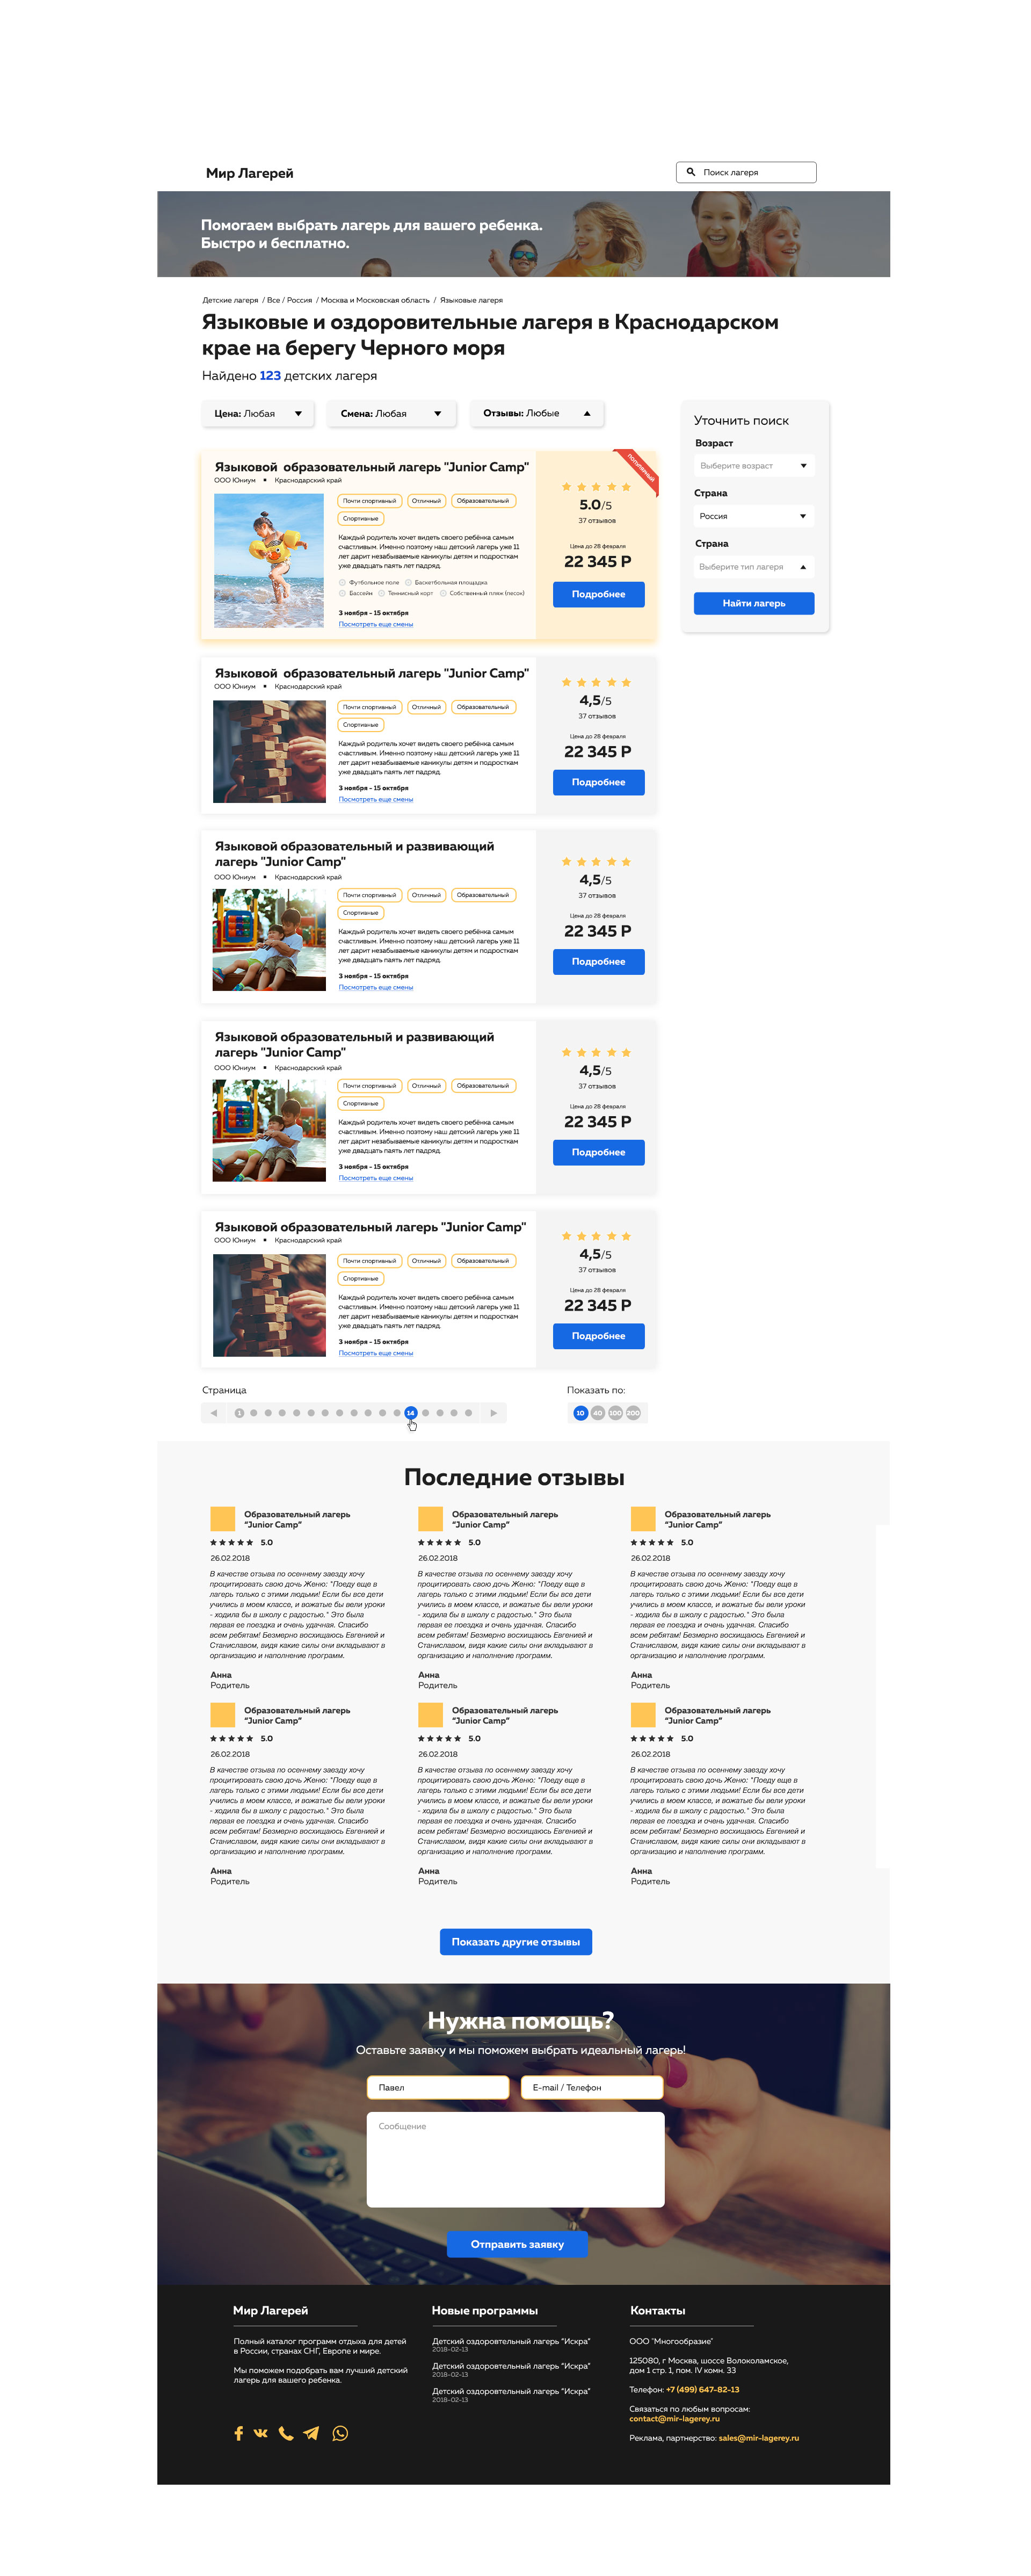 Мир Лагерей
Поиск лагеря
Помогаем выбрать лагерь для вашего ребенка.
Быстро и бесплатно.
Детские лагеря / Все / Россия / Москва и Московская область / Языковые лагеря
Языковые и оздоровительные лагеря в Краснодарском
крае на берегу Черного моря
Найдено 123 детских лагеря
Цена: Любая
Смена: Любая
Отзывы: Любые
Уточнить поиск
Возраст
Выберите возраст
Страна
Россия
Страна
Выберите тип лагеря
Найти лагерь
Языковой образовательный лагерь "Junior Camp"
ООО Юниум • Краснодарский край
Почти спортивный
Отличный
Образовательный
Спортивные
Каждый родитель хочет видеть своего ребёнка самым
счастливым. Именно поэтому наш детский лагерь уже 11
лет дарит незабываемые каникулы детям и подросткам
уже двадцать паять лет падряд.
Футбольное поле
Баскетбольная площадка
Бассейн
Теннисный корт
Собственный пляж (песок)
3 ноября - 15 октября
Посмотреть еще смены
популярный
5.0/5
37 отзывов
Цена до 28 февраля
22 345 Р
Подробнее
Языковой образовательный лагерь "Junior Camp"
ООО Юниум • Краснодарский край
Почти спортивный
Отличный
Образовательный
Спортивные
Каждый родитель хочет видеть своего ребёнка самым
счастливым. Именно поэтому наш детский лагерь уже 11
лет дарит незабываемые каникулы детям и подросткам
уже двадцать паять лет падряд.
3 ноября - 15 октября
Посмотреть еще смены
4,5/5
37 отзывов
Цена до 28 февраля
22 345 Р
Подробнее
Языковой образовательный и развивающий
лагерь "Junior Camp"
ООО Юниум • Краснодарский край
Почти спортивный
Отличный
Образовательный
Спортивные
Каждый родитель хочет видеть своего ребёнка самым
счастливым. Именно поэтому наш детский лагерь уже 11
лет дарит незабываемые каникулы детям и подросткам
уже двадцать паять лет падряд.
3 ноября - 15 октября
Посмотреть еще смены
4,5/5
37 отзывов
Цена до 28 февраля
22 345 Р
Подробнее
Языковой образовательный и развивающий
лагерь "Junior Camp"
ООО Юниум • Краснодарский край
Почти спортивный
Отличный
Образовательный
Спортивные
Каждый родитель хочет видеть своего ребёнка самым
счастливым. Именно поэтому наш детский лагерь уже 11
лет дарит незабываемые каникулы детям и подросткам
уже двадцать паять лет падряд.
3 ноября - 15 октября
Посмотреть еще смены
4,5/5
37 отзывов
Цена до 28 февраля
22 345 Р
Подробнее
Языковой образовательный лагерь "Junior Camp"
ООО Юниум • Краснодарский край
Почти спортивный
Отличный
Образовательный
Спортивные
Каждый родитель хочет видеть своего ребёнка самым
счастливым. Именно поэтому наш детский лагерь уже 11
лет дарит незабываемые каникулы детям и подросткам
уже двадцать паять лет падряд.
3 ноября - 15 октября
Посмотреть еще смены
4,5/5
37 отзывов
Цена до 28 февраля
22 345 Р
Подробнее
Страница
1
14
Показать по:
10 40 100 200
Последние отзывы
Образовательный лагерь
"Junior Camp"
5.0
26.02.2018
В качестве отзыва по осеннему заезду хочу
процитировать свою дочь Женю: "Поеду еще в
лагерь только с этими людьми! Если бы все дети
учились в моем классе, и вожатые бы вели уроки
- ходила бы в школу с радостью." Это была
первая ее поездка и очень удачная. Спасибо
всем ребятам! Безмерно восхищаюсь Евгенией и
Станиславом, видя какие силы они вкладывают в
организацию и наполнение программ.
Анна
Родитель
Образовательный лагерь
"Junior Camp"
5.0
26.02.2018
В качестве отзыва по осеннему заезду хочу
процитировать свою дочь Женю: "Поеду еще в
лагерь только с этими людьми! Если бы все дети
учились в моем классе, и вожатые бы вели уроки
- ходила бы в школу с радостью." Это была
первая ее поездка и очень удачная. Спасибо
всем ребятам! Безмерно восхищаюсь Евгенией и
Станиславом, видя какие силы они вкладывают в
организацию и наполнение программ.
Анна
Родитель
Образовательный лагерь
"Junior Camp"
5.0
26.02.2018
В качестве отзыва по осеннему заезду хочу
процитировать свою дочь Женю: "Поеду еще в
лагерь только с этими людьми! Если бы все дети
учились в моем классе, и вожатые бы вели уроки
- ходила бы в школу с радостью." Это была
первая ее поездка и очень удачная. Спасибо
всем ребятам! Безмерно восхищаюсь Евгенией и
Станиславом, видя какие силы они вкладывают в
организацию и наполнение программ.
Анна
Родитель
Образовательный лагерь
"Junior Camp"
5.0
26.02.2018
В качестве отзыва по осеннему заезду хочу
процитировать свою дочь Женю: "Поеду еще в
лагерь только с этими людьми! Если бы все дети
учились в моем классе, и вожатые бы вели уроки
- ходила бы в школу с радостью." Это была
первая ее поездка и очень удачная. Спасибо
всем ребятам! Безмерно восхищаюсь Евгенией и
Станиславом, видя какие силы они вкладывают в
организацию и наполнение программ.
Анна
Родитель
Образовательный лагерь
"Junior Camp"
5.0
26.02.2018
В качестве отзыва по осеннему заезду хочу
процитировать свою дочь Женю: "Поеду еще в
лагерь только с этими людьми! Если бы все дети
учились в моем классе, и вожатые бы вели уроки
- ходила бы в школу с радостью." Это была
первая ее поездка и очень удачная. Спасибо
всем ребятам! Безмерно восхищаюсь Евгенией и
Станиславом, видя какие силы они вкладывают в
организацию и наполнение программ.
Анна
Родитель
Образовательный лагерь
"Junior Camp"
5.0
26.02.2018
В качестве отзыва по осеннему заезду хочу
процитировать свою дочь Женю: "Поеду еще в
лагерь только с этими людьми! Если бы все дети
учились в моем классе, и вожатые бы вели уроки
- ходила бы в школу с радостью." Это была
первая ее поездка и очень удачная. Спасибо
всем ребятам! Безмерно восхищаюсь Евгенией и
Станиславом, видя какие силы они вкладывают в
организацию и наполнение программ.
Анна
Родитель
Показать другие отзывы
Нужна помощь?
Оставьте заявку и мы поможем выбрать идеальный лагерь!
Павел
E-mail / Телефон
Сообщение
Отправить заявку
Мир Лагерей
Полный каталог программ отдыха для детей
в России, странах СНГ, Европе и мире.
Мы поможем подобрать вам лучший детский
лагерь для вашего ребенка.
Новые программы
Детский оздоровтельный лагерь "Искра"
2018-02-13
Детский оздоровтельный лагерь "Искра"
2018-02-13
Детский оздоровтельный лагерь "Искра"
2018-02-13
Контакты
ООО "Многообразие"
125080, г Москва, шоссе Волоколамское,
дом 1 стр. 1, пом. IV комн. 33
Телефон: +7 (499) 647-82-13
Связаться по любым вопросам:
contact@mir-lagerey.ru
Реклама, партнерство: sales@mir-lagerey.ru